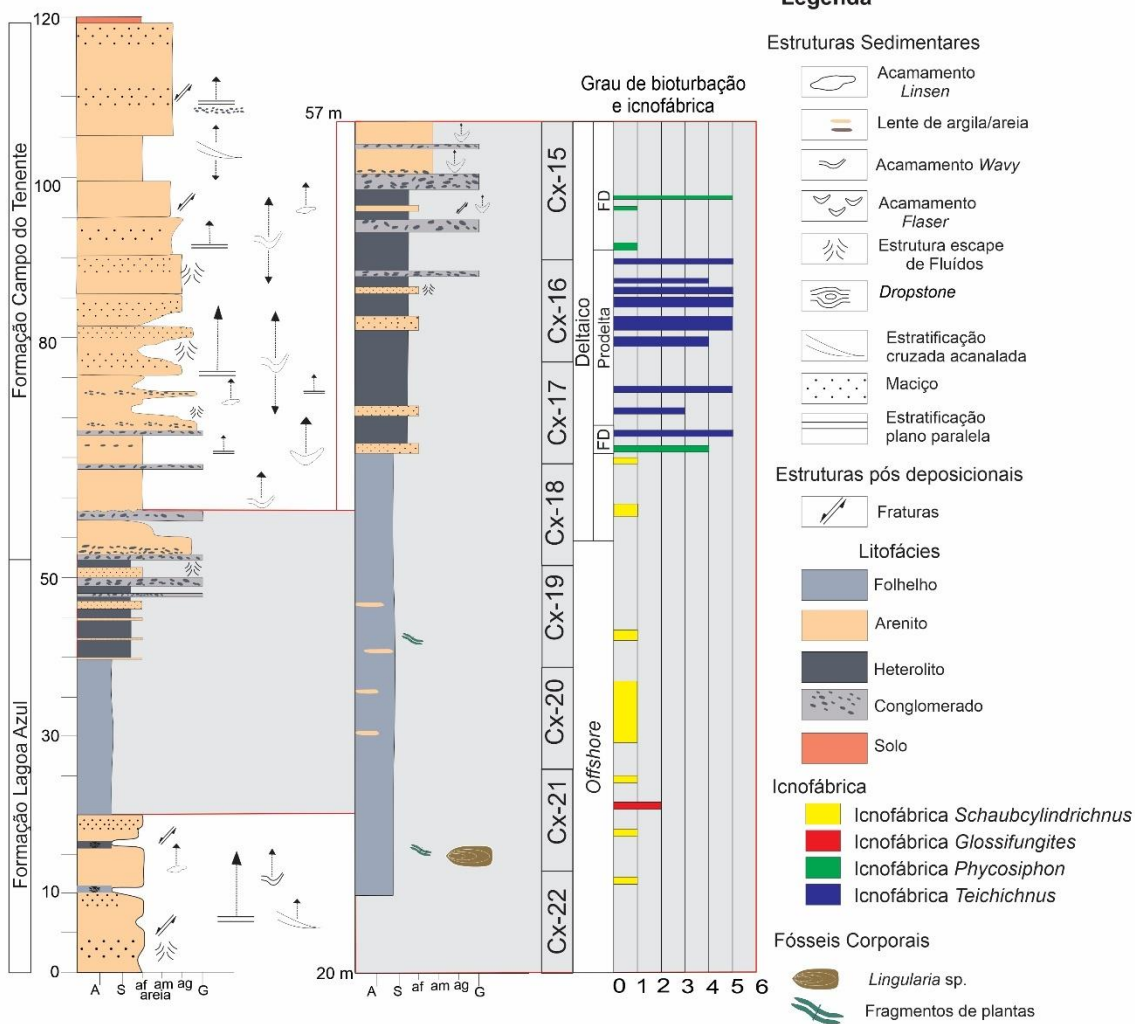 Legenda
120
100
80
50
30
10
0
Formação Campo do Tenente
Formação Lagoa Azul
A S af am ag G
areia
57 m
20 m
A S af am ag G
Cx-15
Cx-16
Cx-17
Cx-18
Cx-19
Cx-20
Cx-21
Cx-22
Deltaico
Offshore
FD
Prodelta
FD
Grau de bioturbação
e icnofábrica
0 1 2 3 4 5 6
Estruturas Sedimentares
Acamamento
Linsen
Lente de argila/areia
Acamamento Wavy
Acamamento
Flaser
Estrutura escape
de Fluídos
Dropstone
Estratificação
cruzada acanalada
Maciço
Estratificação
plano paralela
Estruturas pós deposicionais
Fraturas
Litofácies
Folhelho
Arenito
Heterolito
Conglomerado
Solo
Icnofábrica
Icnofábrica Schaubcylindrichnus
Icnofábrica Glossifungites
Icnofábrica Phycosiphon
Icnofábrica Teichichnus
Fósseis Corporais
Lingularia sp.
Fragmentos de plantas